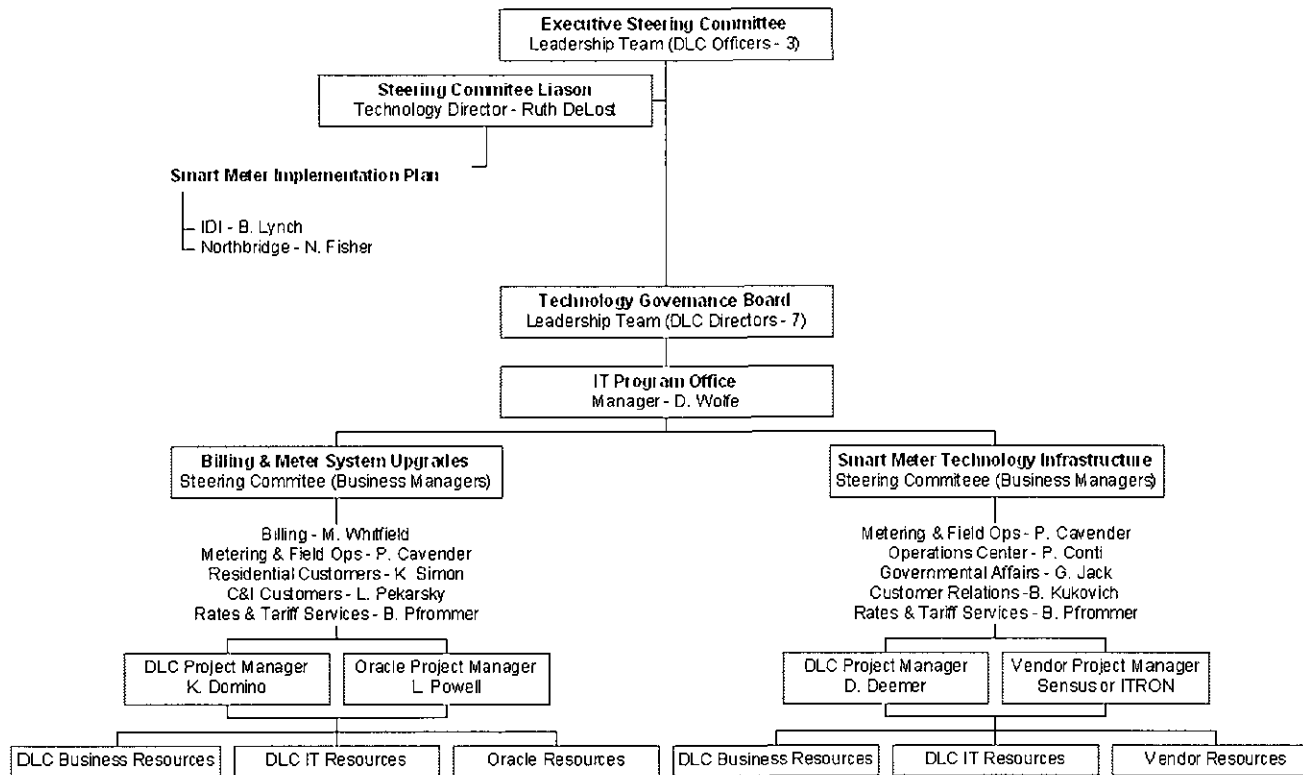 Executive Steering Committee
Leadership Team (DLC Officers - 3)
Steering Commitee Liason
Technology Director - Ruth DeLost
Smart Meter Implementation Plan
IDI - B. Lynch
Northbridge - N. Fisher
Technology Governance Board
Leadership Team (DLC Directors - 7)
IT Program Office
Manager - D. Wolfe
Billing & Meter System Upgrades
Steering Commitee (Business Managers)
Billing - M. Whitfield
Metering & Field Ops - P. Cavender
Residential Customers - K. Simon
C&I Customers - L. Pekarsky
Rates & Tariff Services - B. Pfrommer
DLC Project Manager
K. Domino
Oracle Project Manager
L. Powell
DLC Business Resources
DLC IT Resources
Oracle Resources
Smart Meter Technology Infrastructure
Steering Commiteee (Business Managers)
Metering & Field Ops - P. Cavender
Operations Center - P. Conti
Governmental Affairs - G. Jack
Customer Relations - B. Kukovich
Rates & Tariff Services - B. Pfrommer
DLC Project Manager
D. Deemer
Vendor Project Manager
Sensus or ITRON
DLC Business Resources
DLC IT Resources
Vendor Resources